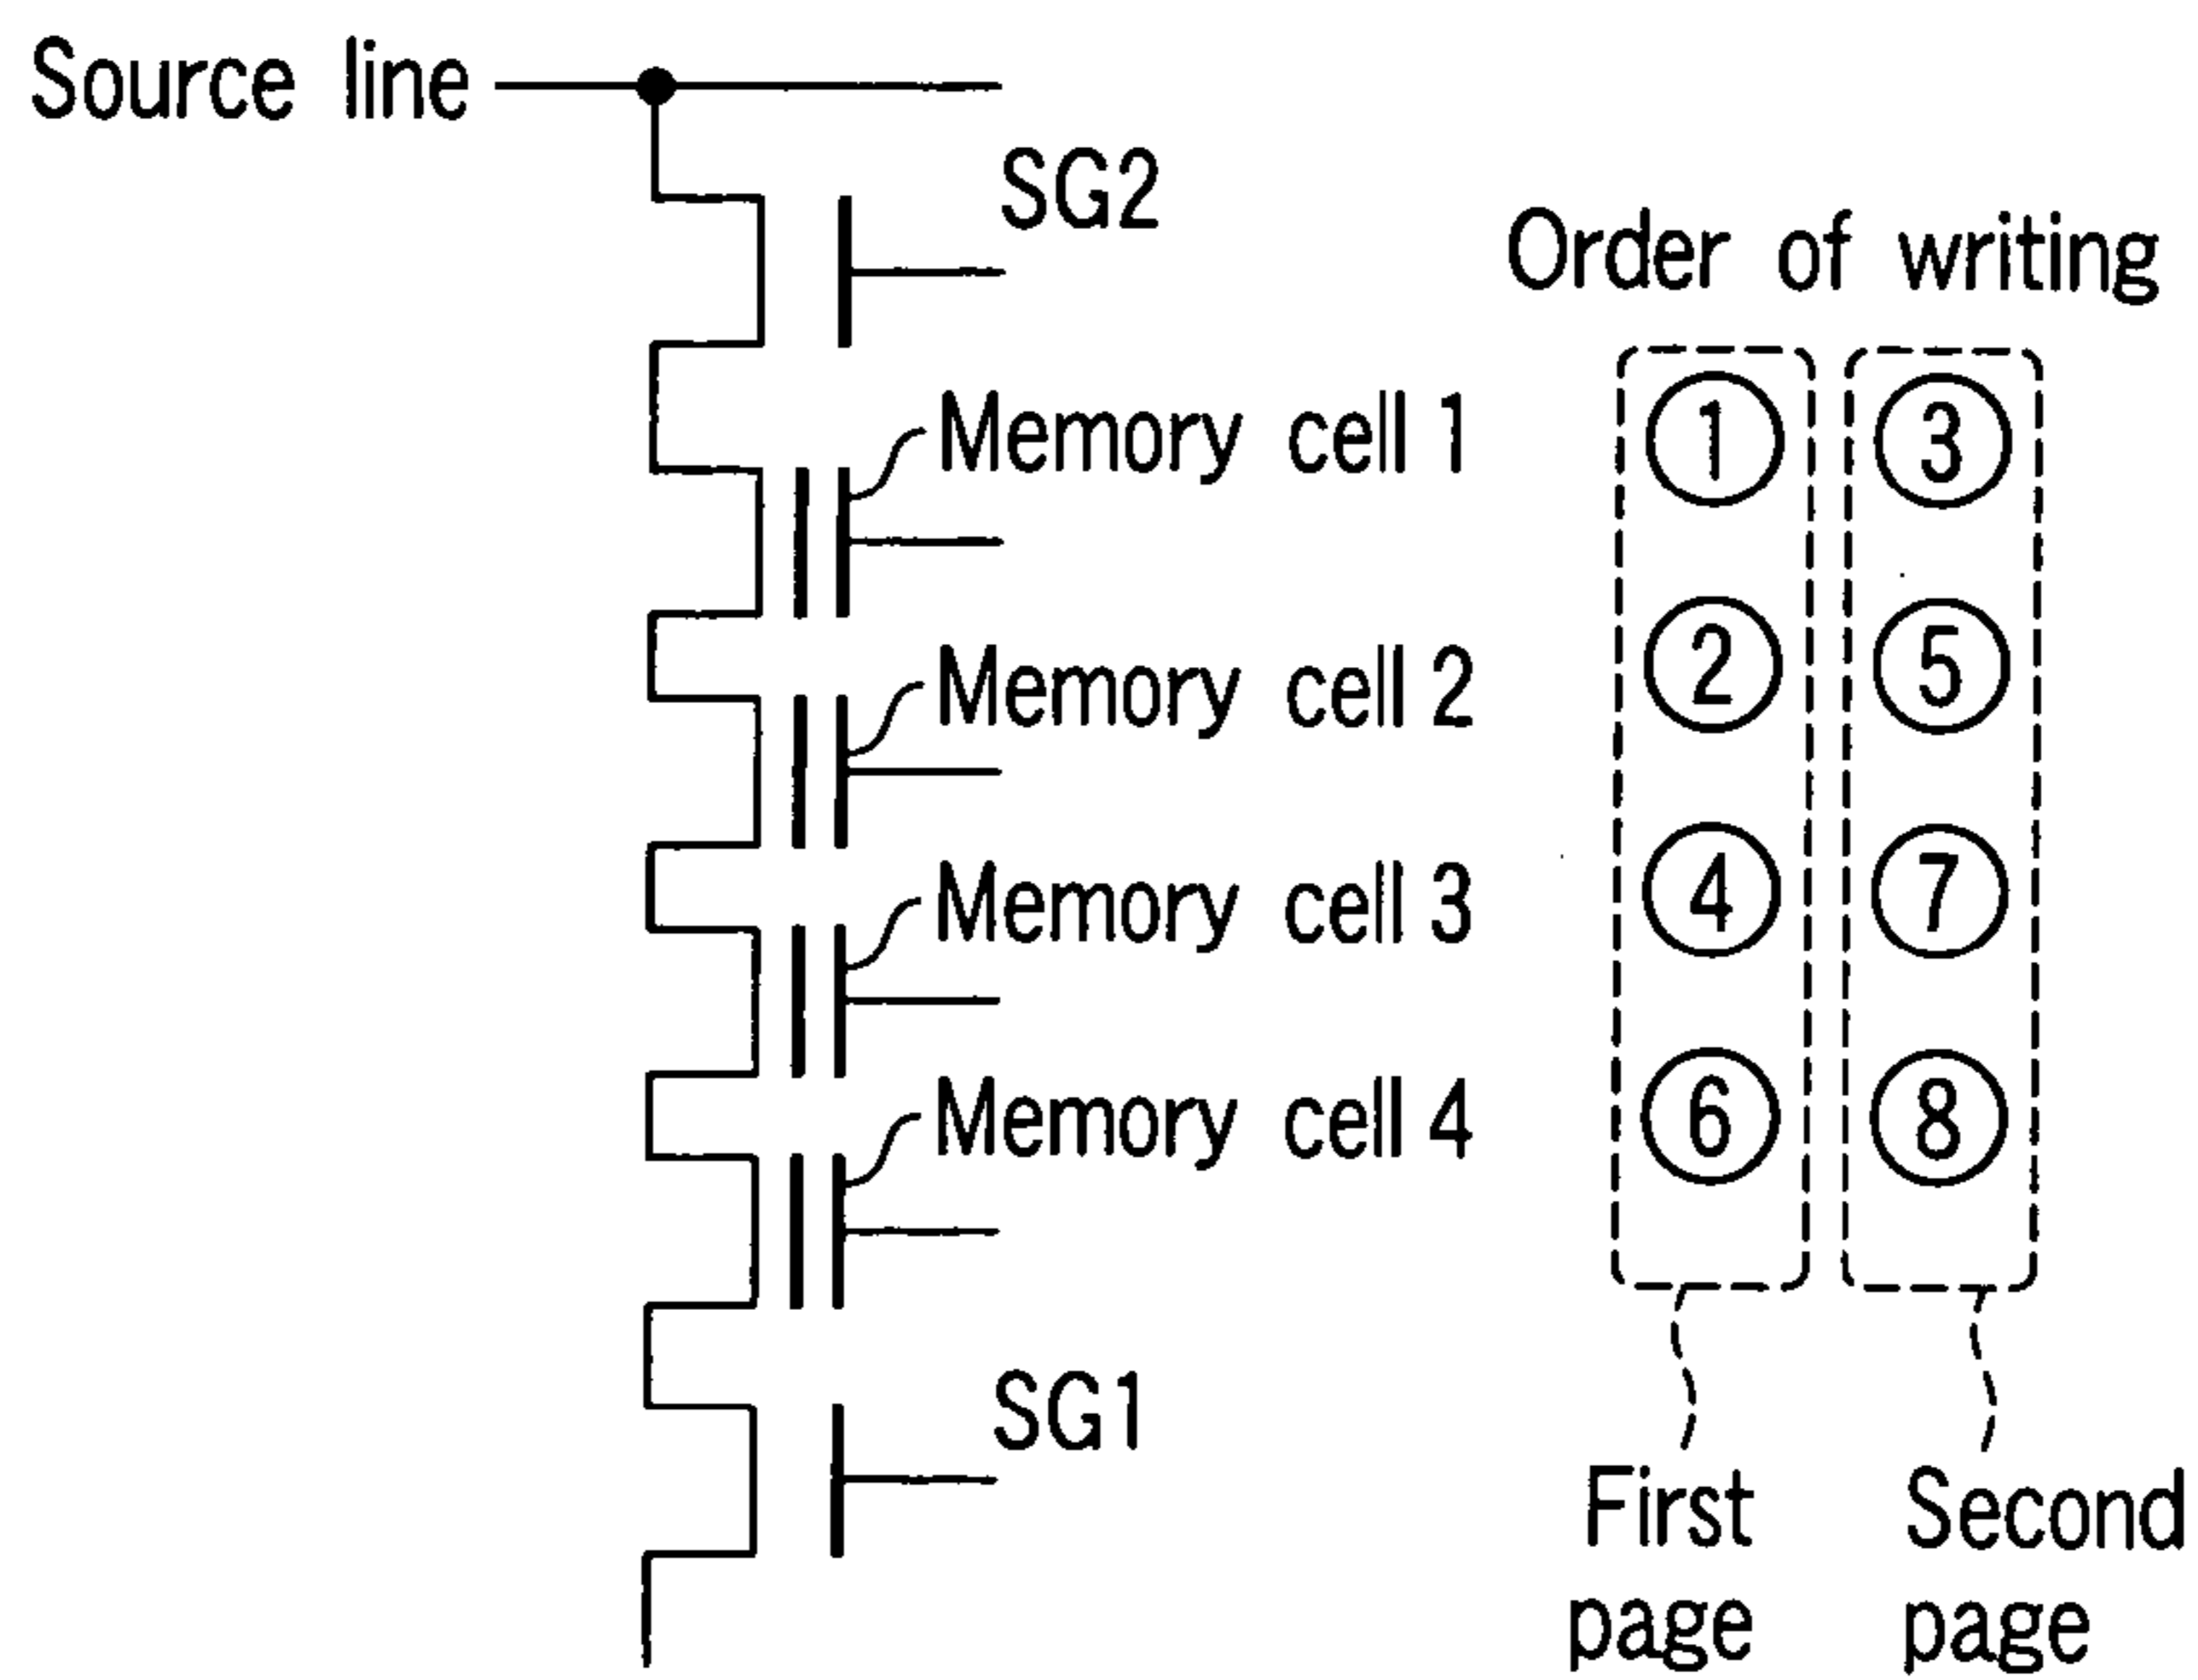 Source line
SG2
Order of writing
Memory cell 1
① ③
Memory cell 2
② ⑤
Memory cell 3
④ ⑦
Memory cell 4
⑥ ⑧
SG1
First page
Second page